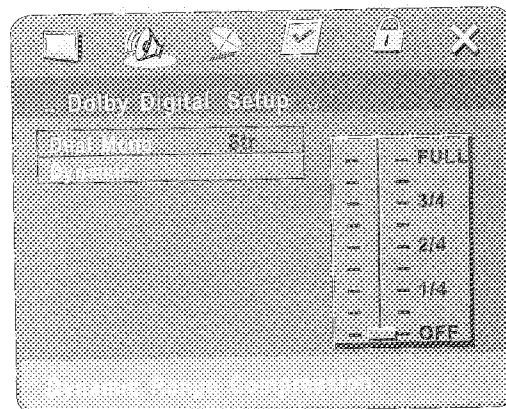 ... Dolby Digital Setup ...
Dual Mono Str
Dynamic
FULL
3/4
2/4
1/4
OFF
Dynamic Range Compression